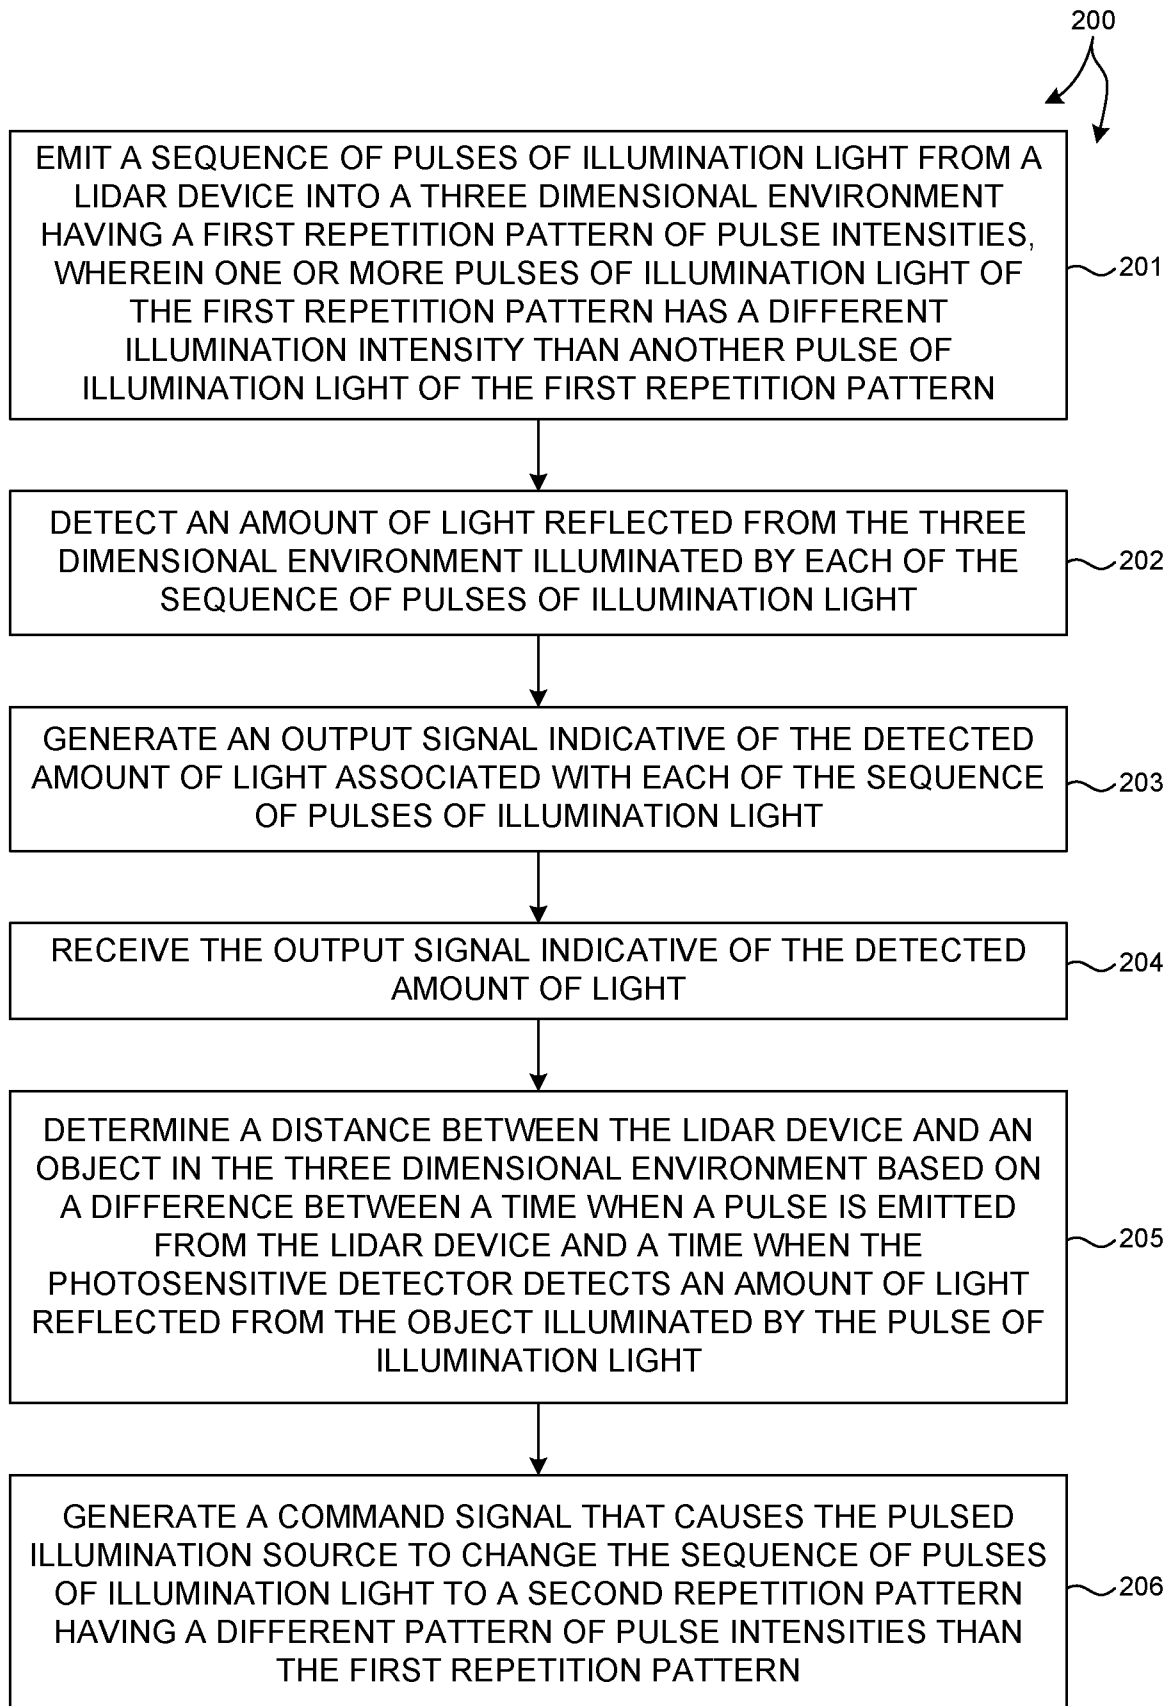 200
EMIT A SEQUENCE OF PULSES OF ILLUMINATION LIGHT FROM A
LIDAR DEVICE INTO A THREE DIMENSIONAL ENVIRONMENT
HAVING A FIRST REPETITION PATTERN OF PULSE INTENSITIES,
WHEREIN ONE OR MORE PULSES OF ILLUMINATION LIGHT OF
THE FIRST REPETITION PATTERN HAS A DIFFERENT
ILLUMINATION INTENSITY THAN ANOTHER PULSE OF
ILLUMINATION LIGHT OF THE FIRST REPETITION PATTERN
201
DETECT AN AMOUNT OF LIGHT REFLECTED FROM THE THREE
DIMENSIONAL ENVIRONMENT ILLUMINATED BY EACH OF THE
SEQUENCE OF PULSES OF ILLUMINATION LIGHT
202
GENERATE AN OUTPUT SIGNAL INDICATIVE OF THE DETECTED
AMOUNT OF LIGHT ASSOCIATED WITH EACH OF THE SEQUENCE
OF PULSES OF ILLUMINATION LIGHT
203
RECEIVE THE OUTPUT SIGNAL INDICATIVE OF THE DETECTED
AMOUNT OF LIGHT
204
DETERMINE A DISTANCE BETWEEN THE LIDAR DEVICE AND AN
OBJECT IN THE THREE DIMENSIONAL ENVIRONMENT BASED ON
A DIFFERENCE BETWEEN A TIME WHEN A PULSE IS EMITTED
FROM THE LIDAR DEVICE AND A TIME WHEN THE
PHOTOSENSITIVE DETECTOR DETECTS AN AMOUNT OF LIGHT
REFLECTED FROM THE OBJECT ILLUMINATED BY THE PULSE OF
ILLUMINATION LIGHT
205
GENERATE A COMMAND SIGNAL THAT CAUSES THE PULSED
ILLUMINATION SOURCE TO CHANGE THE SEQUENCE OF PULSES
OF ILLUMINATION LIGHT TO A SECOND REPETITION PATTERN
HAVING A DIFFERENT PATTERN OF PULSE INTENSITIES THAN
THE FIRST REPETITION PATTERN
206